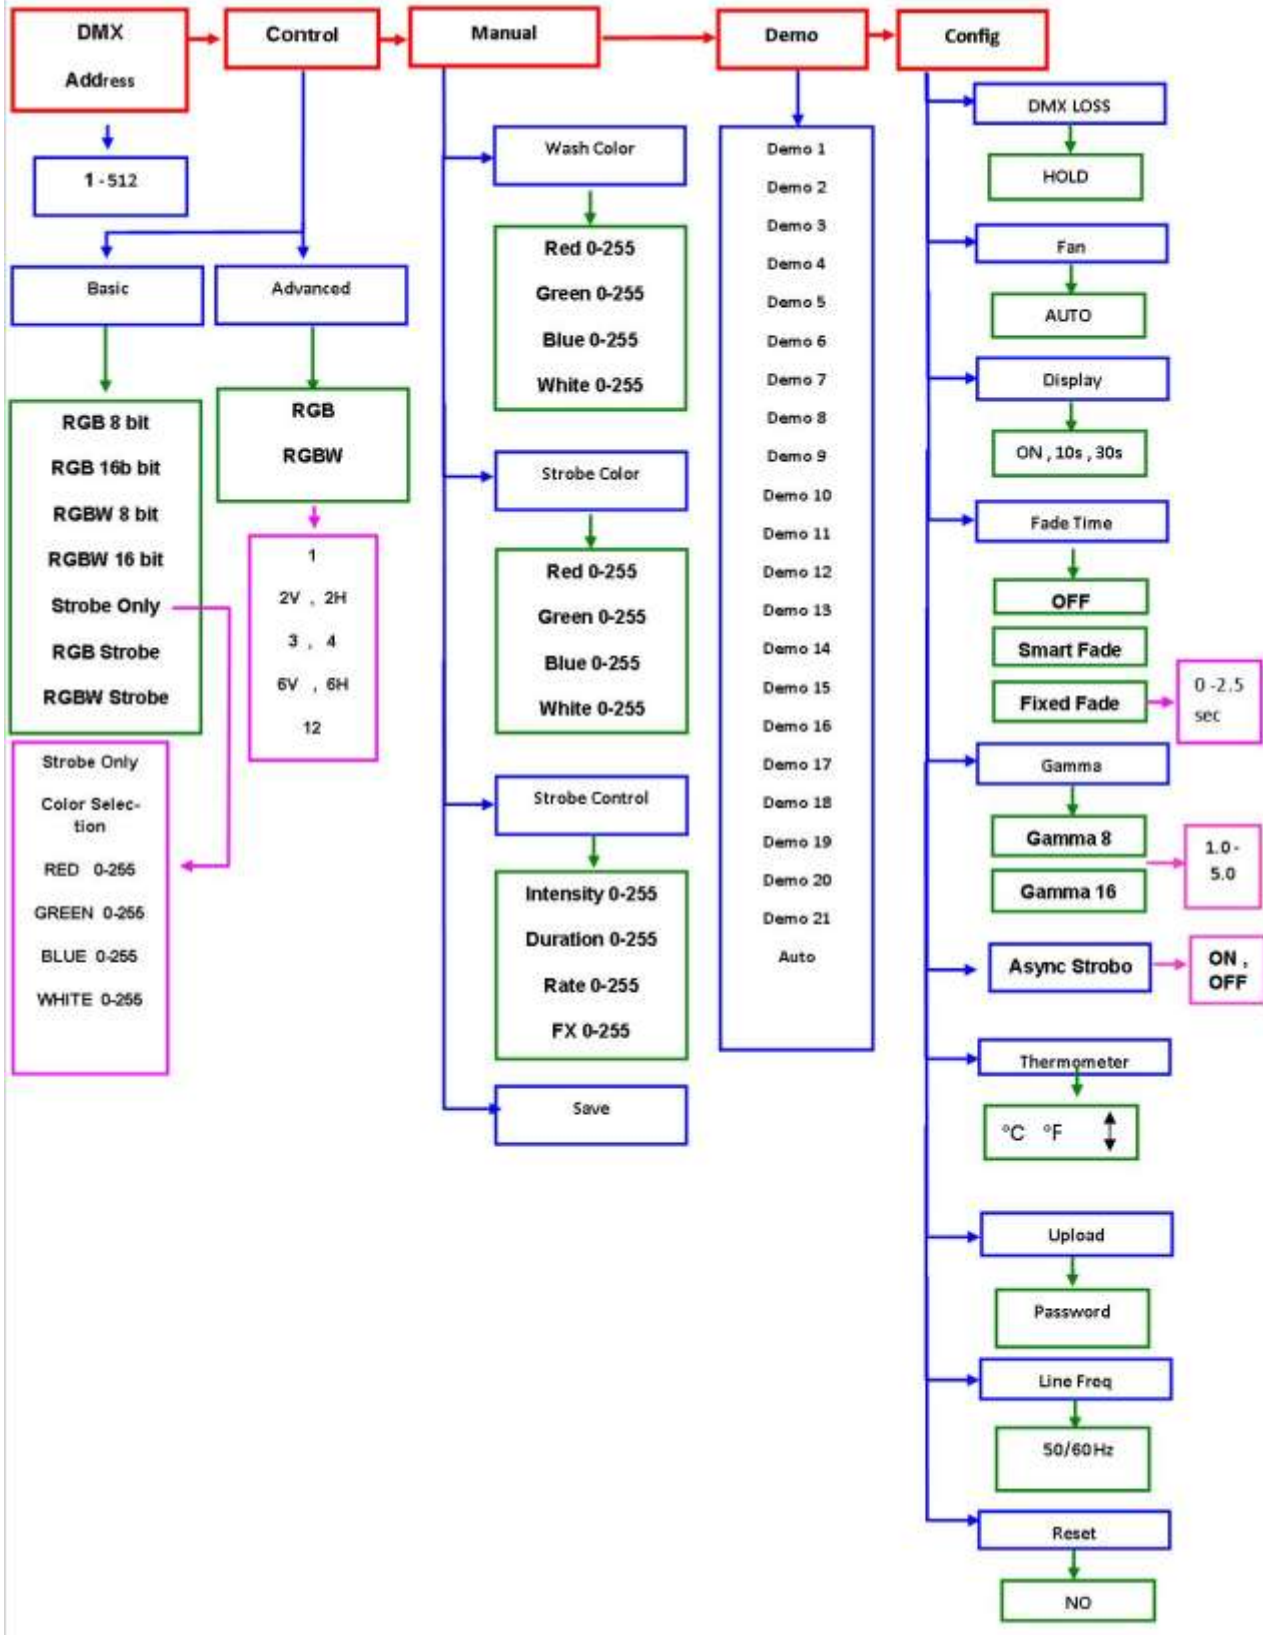 DMX
Address
Control
Manual
Demo
Config
1 - 512
Basic
Advanced
RGB 8 bit
RGB 16b bit
RGBW 8 bit
RGBW 16 bit
Strobe Only
RGB Strobe
RGBW Strobe
Strobe Only
Color Selec-
tion
RED 0-255
GREEN 0-255
BLUE 0-255
WHITE 0-255
RGB
RGBW
1
2V , 2H
3 , 4
6V , 6H
12
Wash Color
Red 0-255
Green 0-255
Blue 0-255
White 0-255
Strobe Color
Red 0-255
Green 0-255
Blue 0-255
White 0-255
Strobe Control
Intensity 0-255
Duration 0-255
Rate 0-255
FX 0-255
Save
Demo 1
Demo 2
Demo 3
Demo 4
Demo 5
Demo 6
Demo 7
Demo 8
Demo 9
Demo 10
Demo 11
Demo 12
Demo 13
Demo 14
Demo 15
Demo 16
Demo 17
Demo 18
Demo 19
Demo 20
Demo 21
Auto
DMX LOSS
HOLD
Fan
AUTO
Display
ON , 10s , 30s
Fade Time
OFF
Smart Fade
Fixed Fade
0 -2.5
sec
Gamma
Gamma 8
Gamma 16
1.0 -
5.0
Async Strobo
ON ,
OFF
Thermometer
°C °F
Upload
Password
Line Freq
50/60Hz
Reset
NO